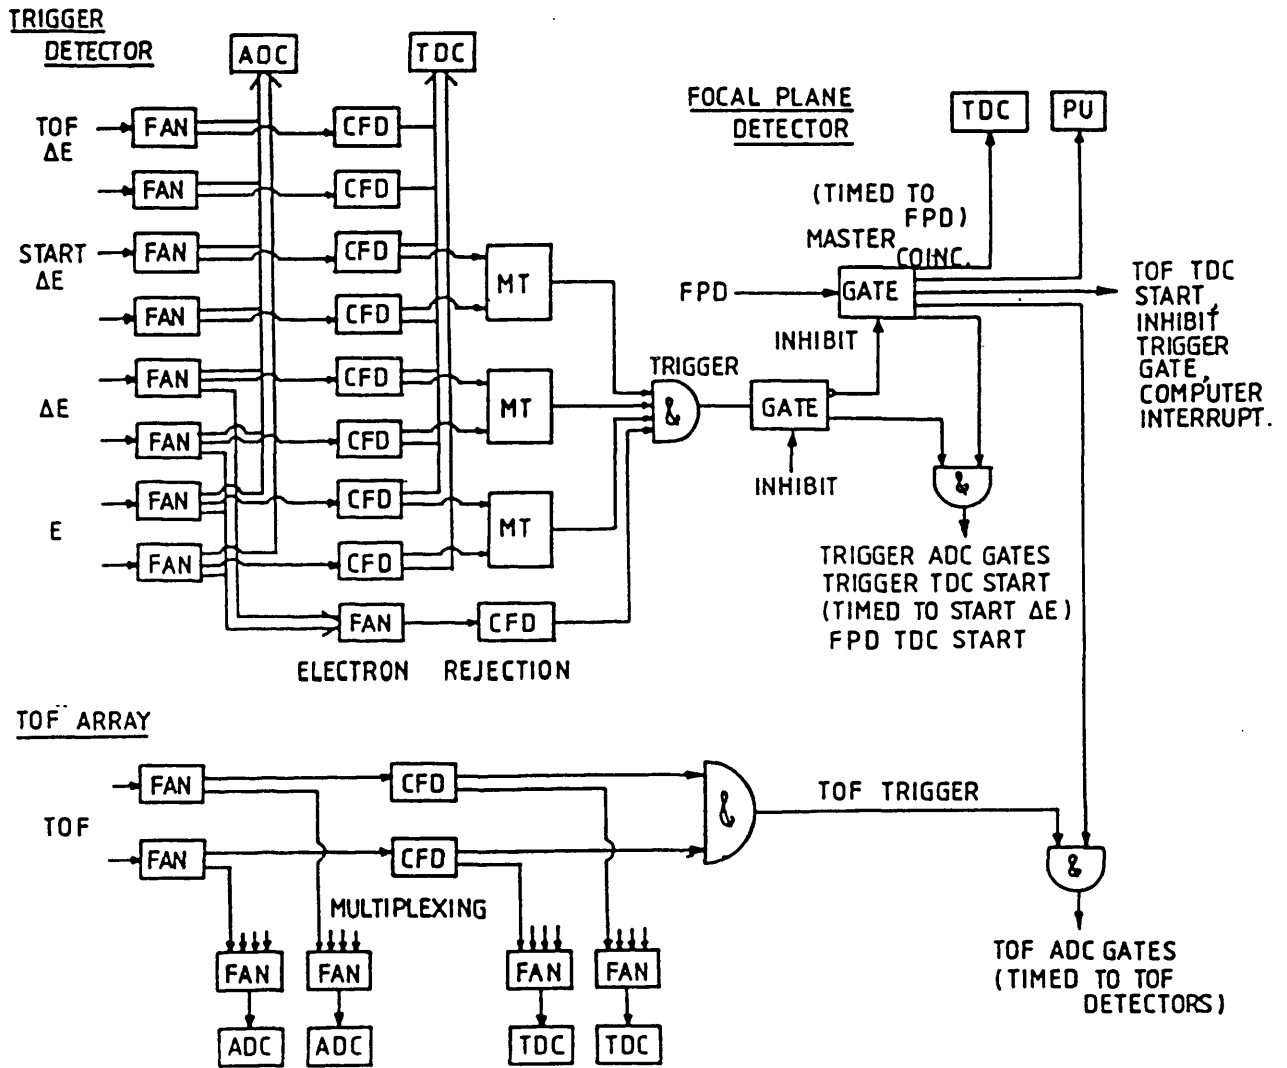 TRIGGER
DETECTOR
ADC
TDC
FOCAL PLANE
DETECTOR
TDC
PU
TOF
ΔE
FAN
CFD
FAN
CFD
(TIMED TO
FPD)
MASTER
COINC.
START
ΔE
FAN
CFD
MT
FPD
GATE
TOF TDC
START,
INHIBIT
TRIGGER
GATE,
COMPUTER
INTERRUPT.
FAN
CFD
INHIBIT
TRIGGER
ΔE
FAN
CFD
MT
&
GATE
FAN
CFD
INHIBIT
&
E
FAN
CFD
MT
FAN
CFD
TRIGGER ADC GATES
TRIGGER TDC START
(TIMED TO START ΔE)
FPD TDC START
FAN
CFD
ELECTRON REJECTION
TOF ARRAY
FAN
CFD
&
TOF TRIGGER
TOF
FAN
CFD
&
MULTIPLEXING
FAN
FAN
FAN
FAN
TOF ADC GATES
(TIMED TO TOF
DETECTORS)
ADC
ADC
TDC
TDC